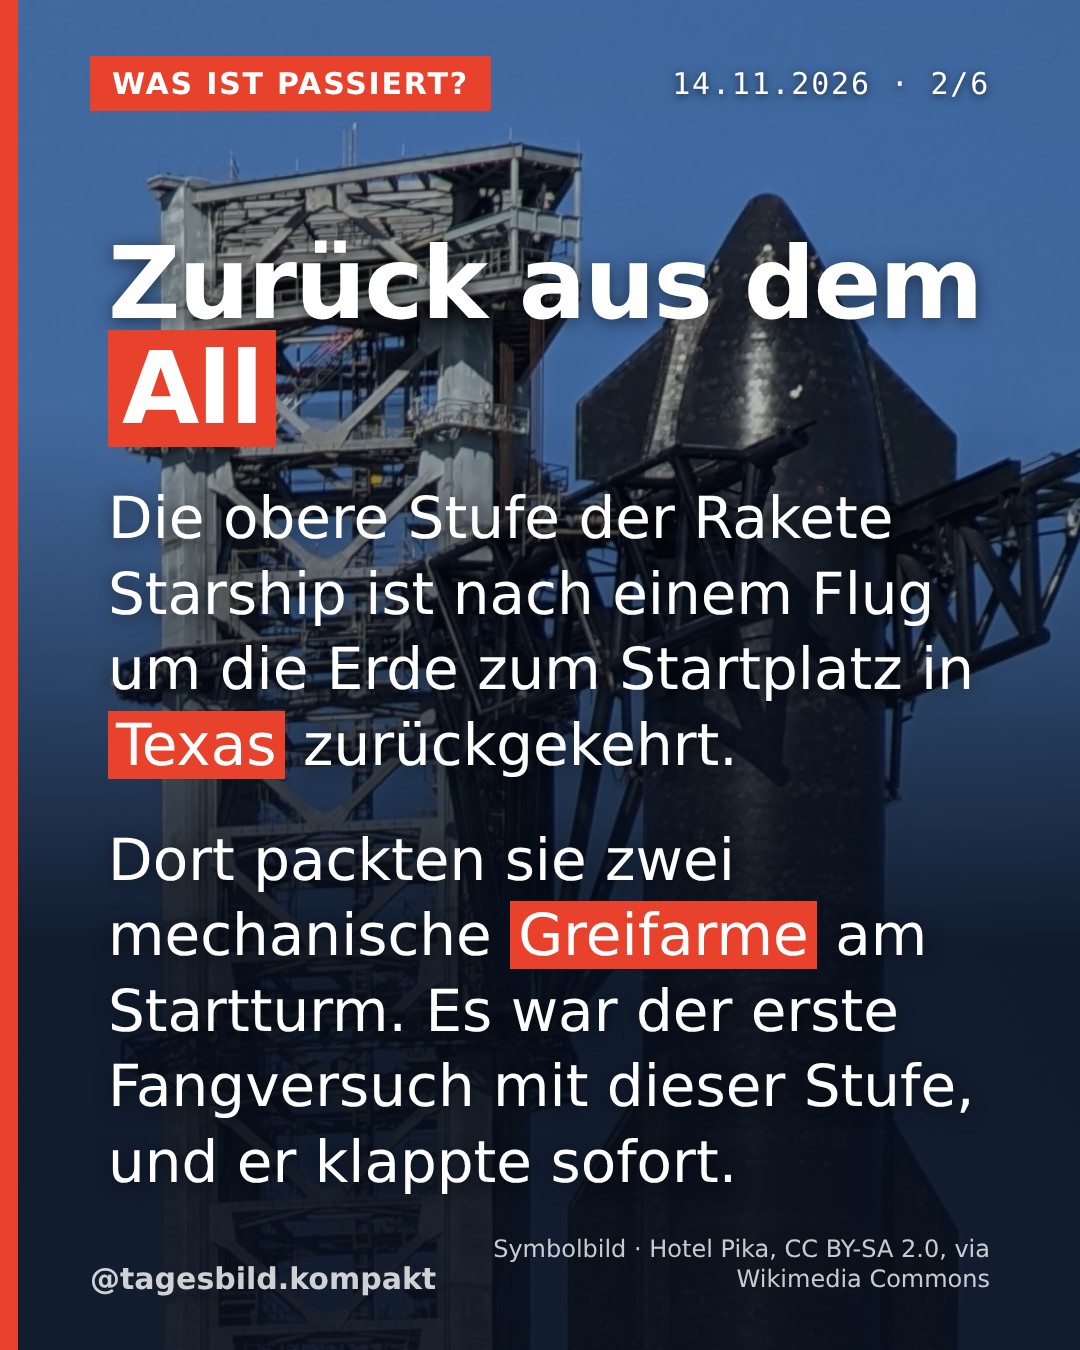 WAS IST PASSIERT?
14.11.2026 · 2/6
Zurück aus dem
All
Die obere Stufe der Rakete
Starship ist nach einem Flug
um die Erde zum Startplatz in
Texas zurückgekehrt.
Dort packten sie zwei
mechanische Greifarme am
Startturm. Es war der erste
Fangversuch mit dieser Stufe,
und er klappte sofort.
@tagesbild.kompakt
Symbolbild · Hotel Pika, CC BY-SA 2.0, via
Wikimedia Commons